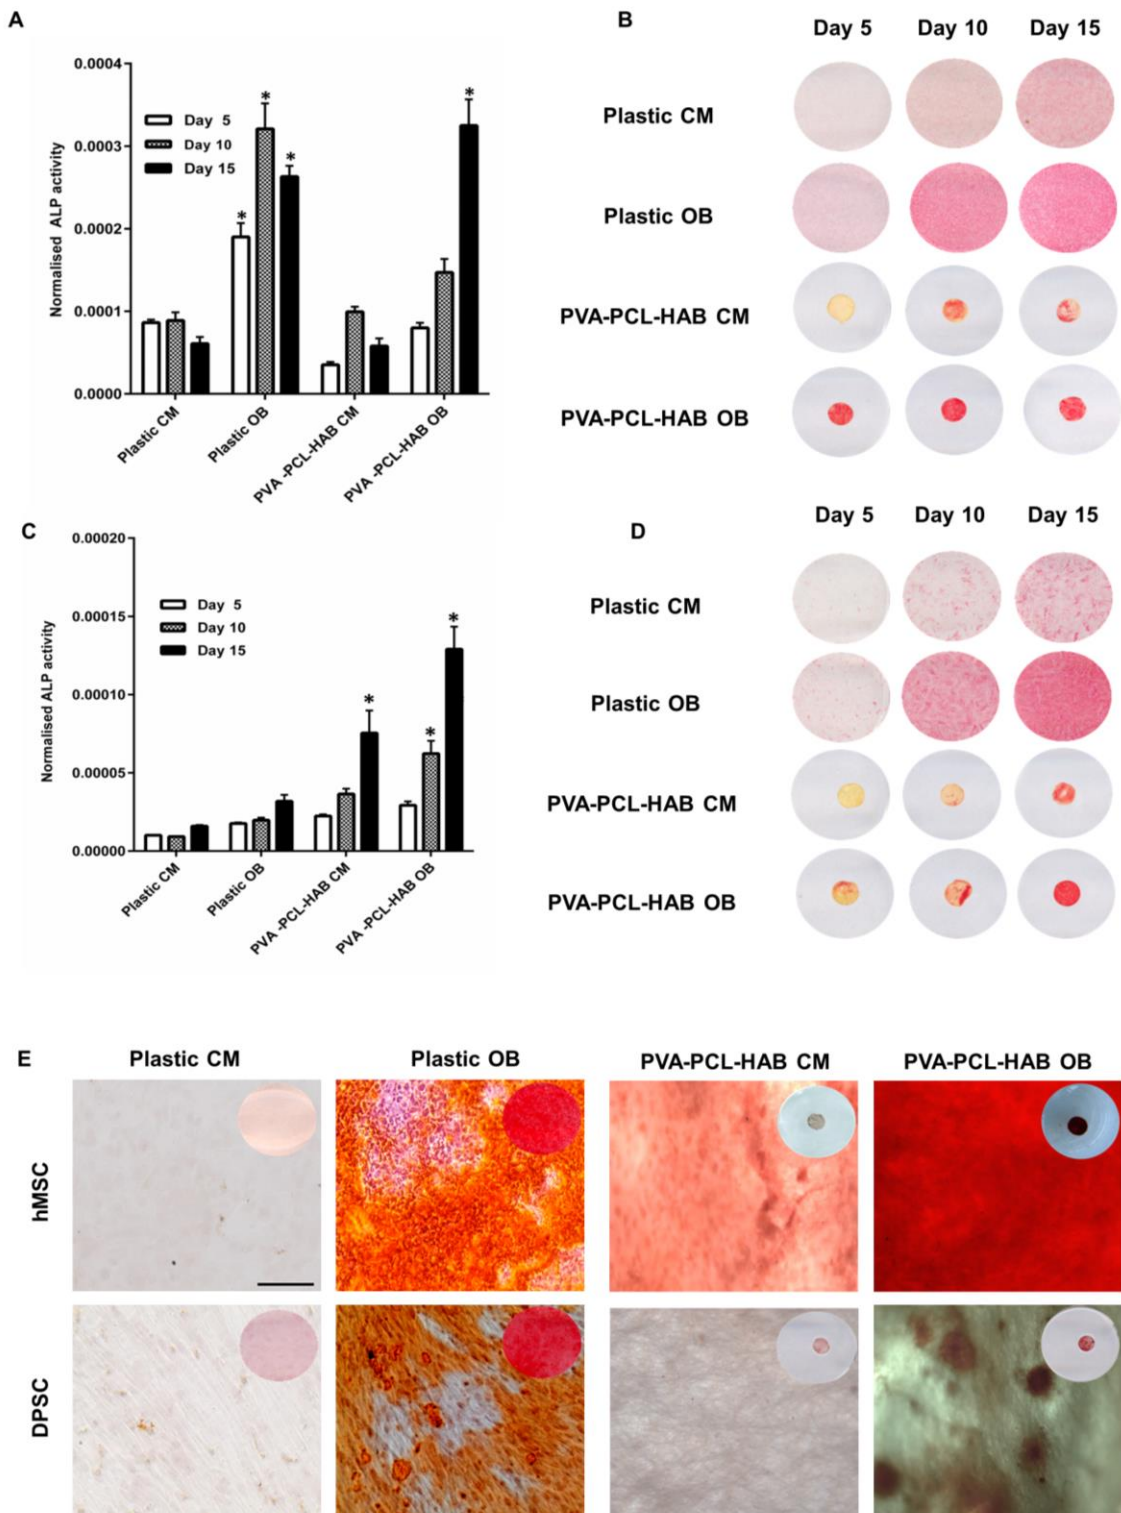 A
0.0004
0.0003
0.0002
0.0001
0.0000
Normalised ALP activity
Day 5
Day 10
Day 15
*
*
*
*
Plastic CM
Plastic OB
PVA -PCL-HAB CM
PVA -PCL-HAB OB
B
Day 5 Day 10 Day 15
Plastic CM
Plastic OB
PVA-PCL-HAB CM
PVA-PCL-HAB OB
C
0.00020
0.00015
0.00010
0.00005
0.00000
Normalised ALP activity
Day 5
Day 10
Day 15
*
*
*
Plastic CM
Plastic OB
PVA -PCL-HAB CM
PVA -PCL-HAB OB
D
Day 5 Day 10 Day 15
Plastic CM
Plastic OB
PVA-PCL-HAB CM
PVA-PCL-HAB OB
E
Plastic CM Plastic OB PVA-PCL-HAB CM PVA-PCL-HAB OB
hMSC
DPSC